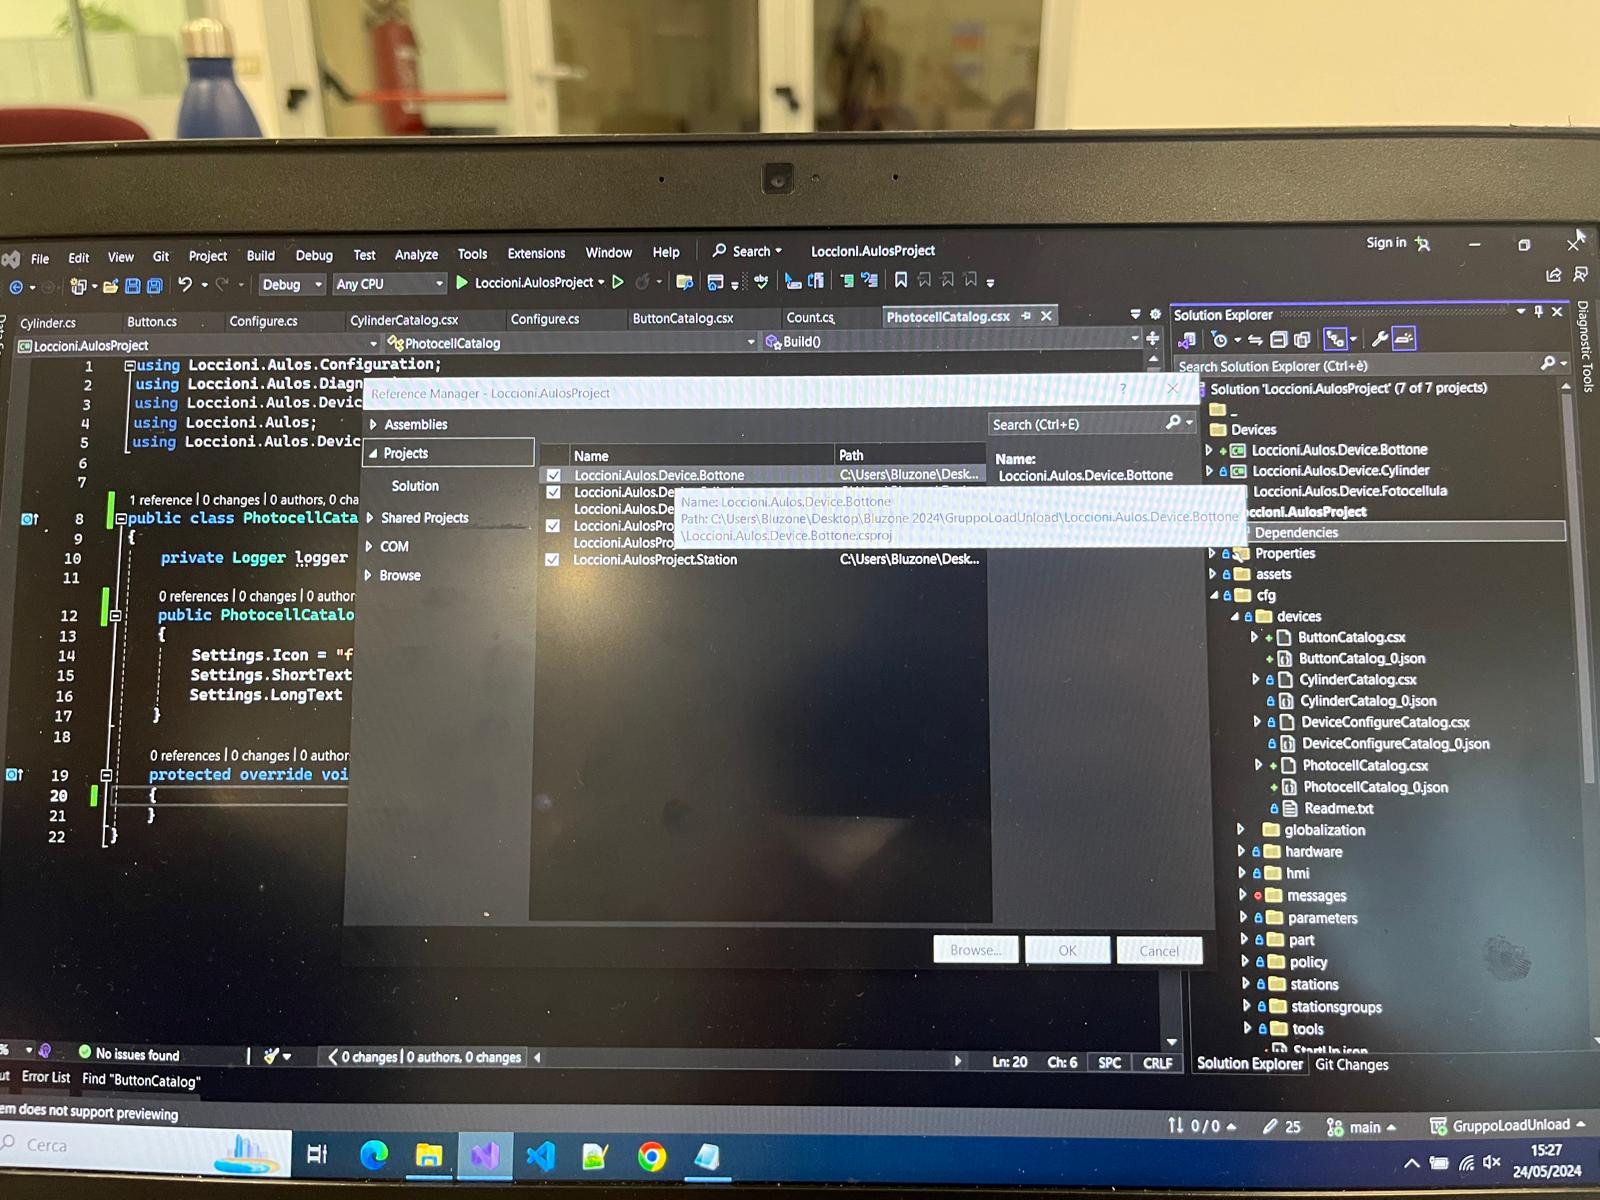 File Edit View Git Project Build Debug Test Analyze Tools Extensions Window Help Search Loccioni.AulosProject Sign in
Debug Any CPU Loccioni.AulosProject
Cylinder.cs Button.cs Configure.cs CylinderCatalog.csx Configure.cs ButtonCatalog.csx Count.cs PhotocellCatalog.csx
Loccioni.AulosProject PhotocellCatalog Build()
1 using Loccioni.Aulos.Configuration;
2 using Loccioni.Aulos.Diagn
3 using Loccioni.Aulos.Devic
4 using Loccioni.Aulos;
5 using Loccioni.Aulos.Devic
6
7
1 reference | 0 changes | 0 authors, 0 cha
8 public class PhotocellCata
9 {
10 private Logger logger
11
0 references | 0 changes | 0 author
12 public PhotocellCatalo
13 {
14 Settings.Icon = "f
15 Settings.ShortText
16 Settings.LongText
17 }
18
0 references | 0 changes | 0 author
19 protected override voi
20 {
21 }
22 }
Reference Manager - Loccioni.AulosProject ?
Assemblies
Projects
Solution
Shared Projects
COM
Browse
Search (Ctrl+E)
Name Path
Loccioni.Aulos.Device.Bottone C:\Users\Bluzone\Desk...
Loccioni.Aulos.De
Loccioni.Aulos.De
Loccioni.AulosPro
Loccioni.AulosProj
Loccioni.AulosProject.Station C:\Users\Bluzone\Desk...
Name:
Loccioni.Aulos.Device.Bottone
Name: Loccioni.Aulos.Device.Bottone
Path: C:\Users\Bluzone\Desktop\Bluzone 2024\GruppoLoadUnload\Loccioni.Aulos.Device.Bottone
\Loccioni.Aulos.Device.Bottone.csproj
Browse... OK Cancel
Solution Explorer
Search Solution Explorer (Ctrl+è)
Solution 'Loccioni.AulosProject' (7 of 7 projects)
_
Devices
Loccioni.Aulos.Device.Bottone
Loccioni.Aulos.Device.Cylinder
Loccioni.Aulos.Device.Fotocellula
occioni.AulosProject
Dependencies
Properties
assets
cfg
devices
ButtonCatalog.csx
ButtonCatalog_0.json
CylinderCatalog.csx
CylinderCatalog_0.json
DeviceConfigureCatalog.csx
DeviceConfigureCatalog_0.json
PhotocellCatalog.csx
PhotocellCatalog_0.json
Readme.txt
globalization
hardware
hmi
messages
parameters
part
policy
stations
stationsgroups
tools
StartUp.json
Diagnostic Tools
% No issues found 0 changes | 0 authors, 0 changes Ln: 20 Ch: 6 SPC CRLF
Solution Explorer Git Changes
ut Error List Find "ButtonCatalog"
em does not support previewing
0 / 0 25 main GruppoLoadUnload
Cerca
15:27
24/05/2024